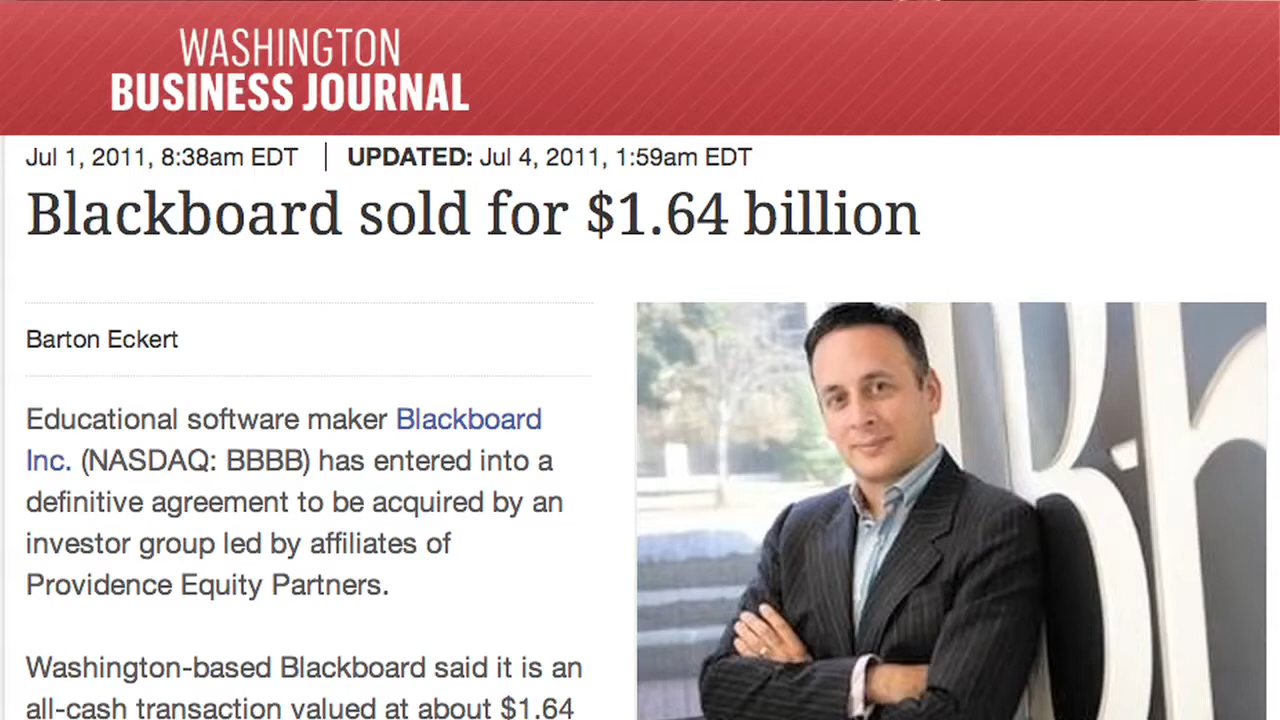 WASHINGTON
BUSINESS JOURNAL
Jul 1, 2011, 8:38am EDT | UPDATED: Jul 4, 2011, 1:59am EDT
Blackboard sold for $1.64 billion
Barton Eckert
Educational software maker Blackboard
Inc. (NASDAQ: BBBB) has entered into a
definitive agreement to be acquired by an
investor group led by affiliates of
Providence Equity Partners.
Washington-based Blackboard said it is an
all-cash transaction valued at about $1.64